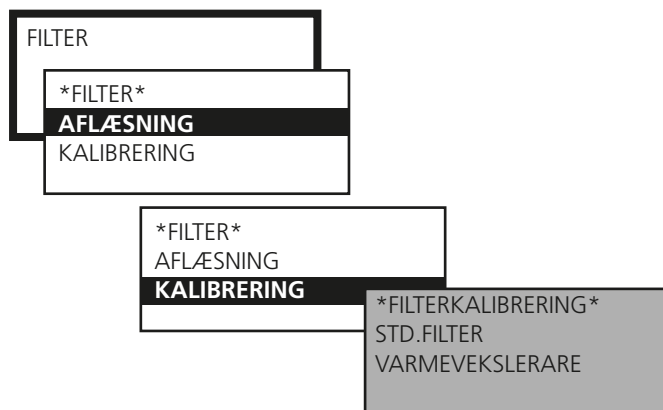 FILTER
*FILTER*
AFLÆSNING
KALIBRERING
*FILTER*
AFLÆSNING
KALIBRERING
*FILTERKALIBRERING*
STD.FILTER
VARMEVEKSLERARE